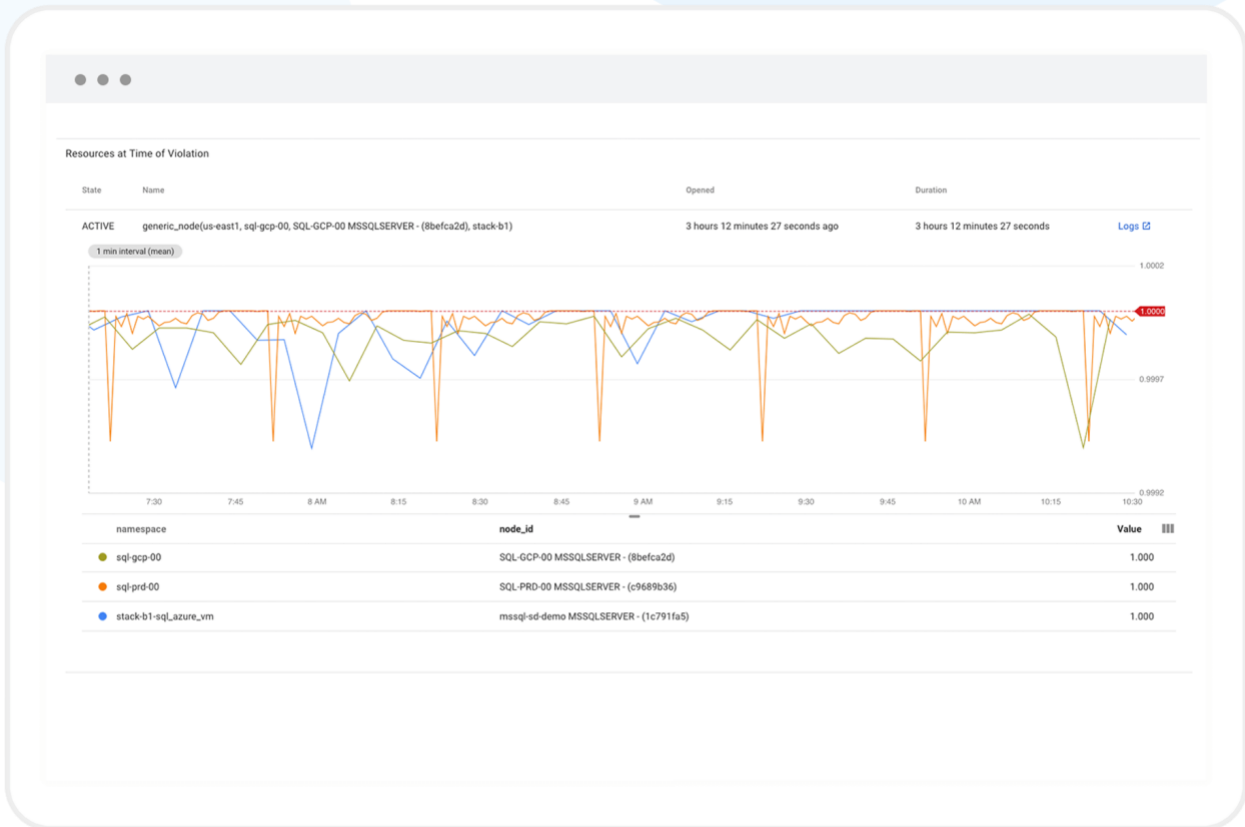 Resources at Time of Violation
State Name Opened Duration
ACTIVE generic_node(us-east1, sql-gcp-00, SQL-GCP-00 MSSQLSERVER - (8befca2d), stack-b1) 3 hours 12 minutes 27 seconds ago 3 hours 12 minutes 27 seconds Logs
1 min interval (mean)
1.0002
1.0000
0.9997
0.9992
7:30 7:45 8 AM 8:15 8:30 8:45 9 AM 9:15 9:30 9:45 10 AM 10:15 10:30
namespace node_id Value
sql-gcp-00 SQL-GCP-00 MSSQLSERVER - (8befca2d) 1.000
sql-prd-00 SQL-PRD-00 MSSQLSERVER - (c9689b36) 1.000
stack-b1-sql_azure_vm mssql-sd-demo MSSQLSERVER - (1c791fa5) 1.000